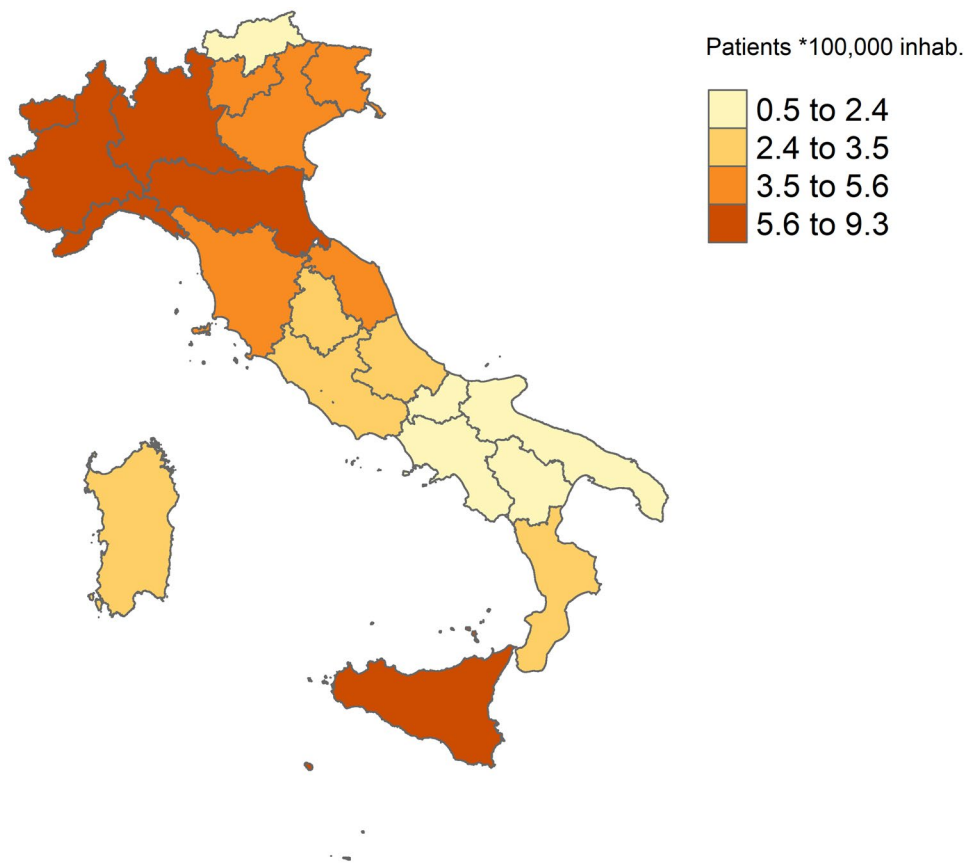 Patients *100,000 inhab.
0.5 to 2.4
2.4 to 3.5
3.5 to 5.6
5.6 to 9.3